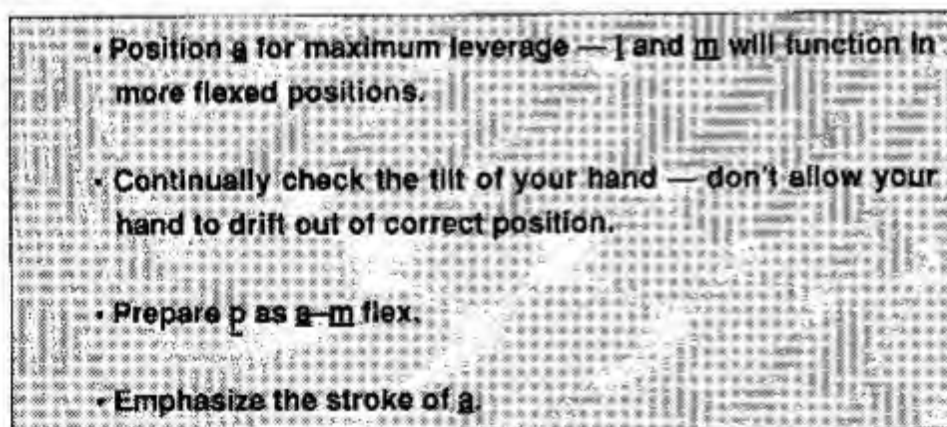 • Position a for maximum leverage — i and m will function in
more flexed positions.
• Continually check the tilt of your hand — don't allow your
hand to drift out of correct position.
• Prepare p as a–m flex.
• Emphasize the stroke of a.